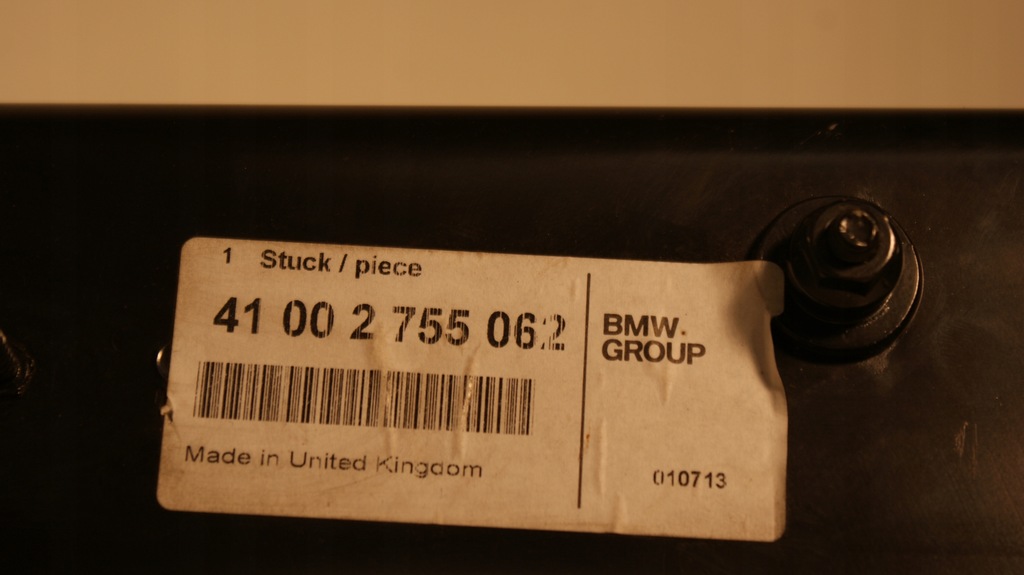 1 Stuck / piece
41 00 2 755 062
Made in United Kingdom
BMW
GROUP
010713